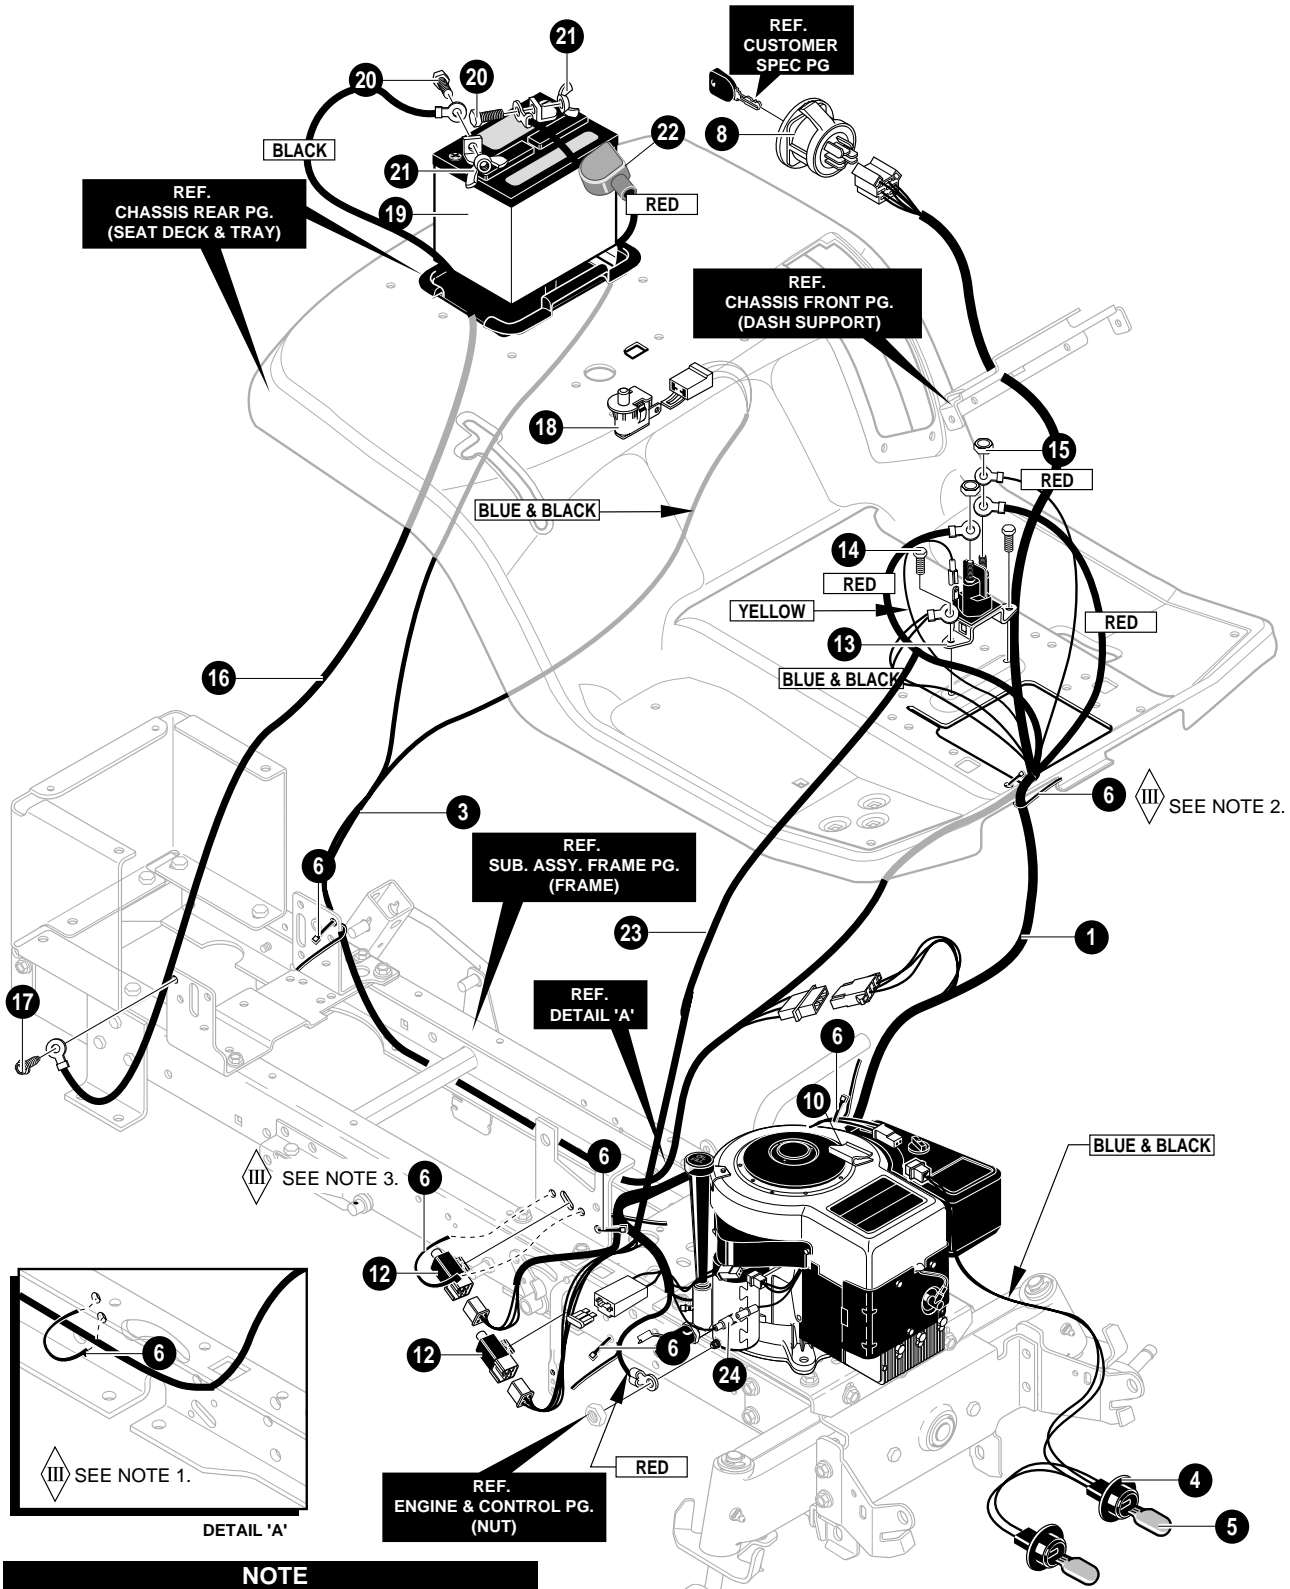 21
REF.
CUSTOMER
SPEC PG
20
20
8
22
BLACK
21
REF.
CHASSIS REAR PG.
(SEAT DECK & TRAY)
19
RED
REF.
CHASSIS FRONT PG.
(DASH SUPPORT)
18
15
RED
BLUE & BLACK
14
RED
YELLOW
RED
13
16
BLUE & BLACK
3
6
III
SEE NOTE 2.
REF.
SUB. ASSY. FRAME PG.
(FRAME)
6
23
1
17
REF.
DETAIL 'A'
6
10
BLUE & BLACK
III
SEE NOTE 3.
6
6
12
6
12
6
24
III
SEE NOTE 1.
RED
4
REF.
ENGINE & CONTROL PG.
(NUT)
5
DETAIL 'A'
NOTE